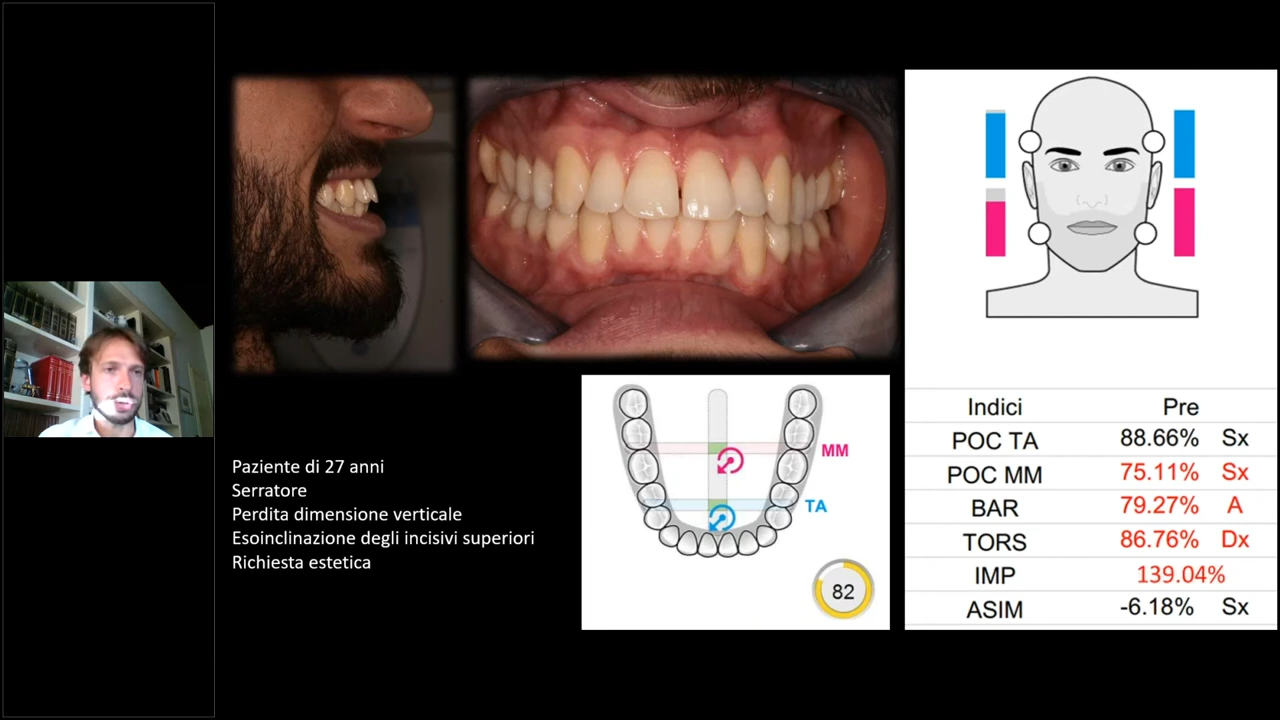 Paziente di 27 anni
Serratore
Perdita dimensione verticale
Esoinclinazione degli incisivi superiori
Richiesta estetica
MM
TA
82
Indici Pre
POC TA 88.66% Sx
POC MM 75.11% Sx
BAR 79.27% A
TORS 86.76% Dx
IMP 139.04%
ASIM -6.18% Sx